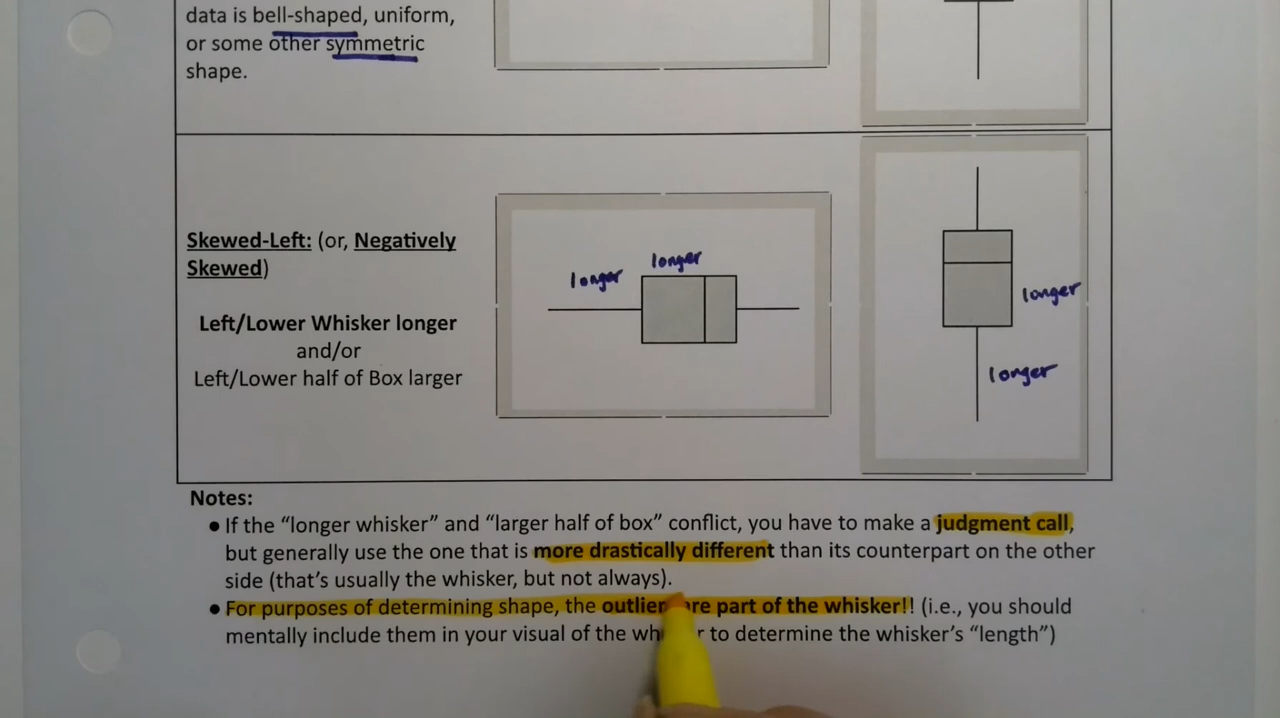 data is bell-shaped, uniform,
or some other symmetric
shape.
Skewed-Left: (or, Negatively
Skewed)
Left/Lower Whisker longer
and/or
Left/Lower half of Box larger
longer
longer
longer
longer
Notes:
● If the “longer whisker” and “larger half of box” conflict, you have to make a judgment call,
but generally use the one that is more drastically different than its counterpart on the other
side (that’s usually the whisker, but not always).
● For purposes of determining shape, the outliers are part of the whisker!! (i.e., you should
mentally include them in your visual of the whisker to determine the whisker’s “length”)